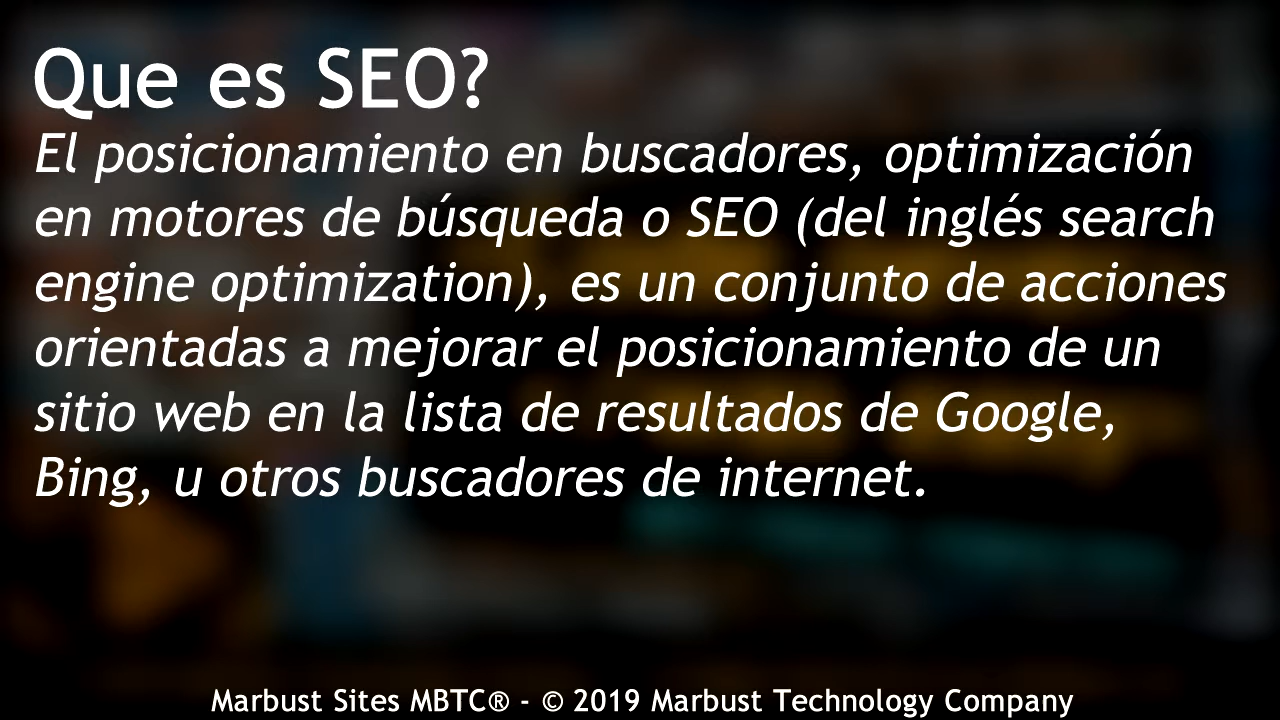 Que es SEO?
El posicionamiento en buscadores, optimización
en motores de búsqueda o SEO (del inglés search
engine optimization), es un conjunto de acciones
orientadas a mejorar el posicionamiento de un
sitio web en la lista de resultados de Google,
Bing, u otros buscadores de internet.
Marbust Sites MBTC® - © 2019 Marbust Technology Company